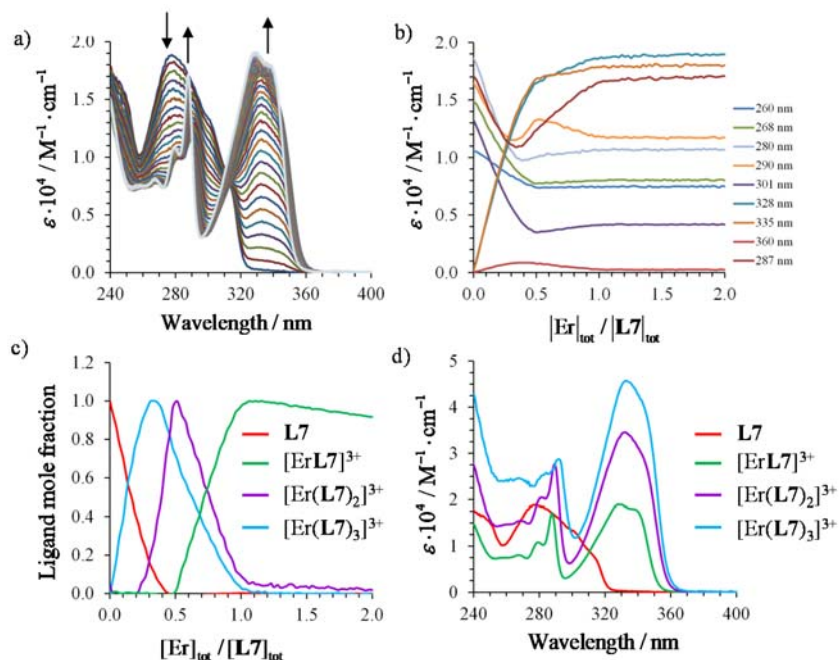 a)
2.0
1.5
1.0
0.5
0.0
ε·10⁴ / M⁻¹·cm⁻¹
240 280 320 360 400
Wavelength / nm
b)
2.0
1.5
1.0
0.5
0.0
ε·10⁴ / M⁻¹·cm⁻¹
0.0 0.5 1.0 1.5 2.0
|Er|tot / |L7|tot
260 nm
268 nm
280 nm
290 nm
301 nm
328 nm
335 nm
360 nm
287 nm
c)
1.0
0.8
0.6
0.4
0.2
0.0
Ligand mole fraction
L7
[ErL7]³⁺
[Er(L7)₂]³⁺
[Er(L7)₃]³⁺
0.0 0.5 1.0 1.5 2.0
[Er]tot / [L7]tot
d)
5
4
3
2
1
0
ε·10⁴ / M⁻¹·cm⁻¹
L7
[ErL7]³⁺
[Er(L7)₂]³⁺
[Er(L7)₃]³⁺
240 280 320 360 400
Wavelength / nm